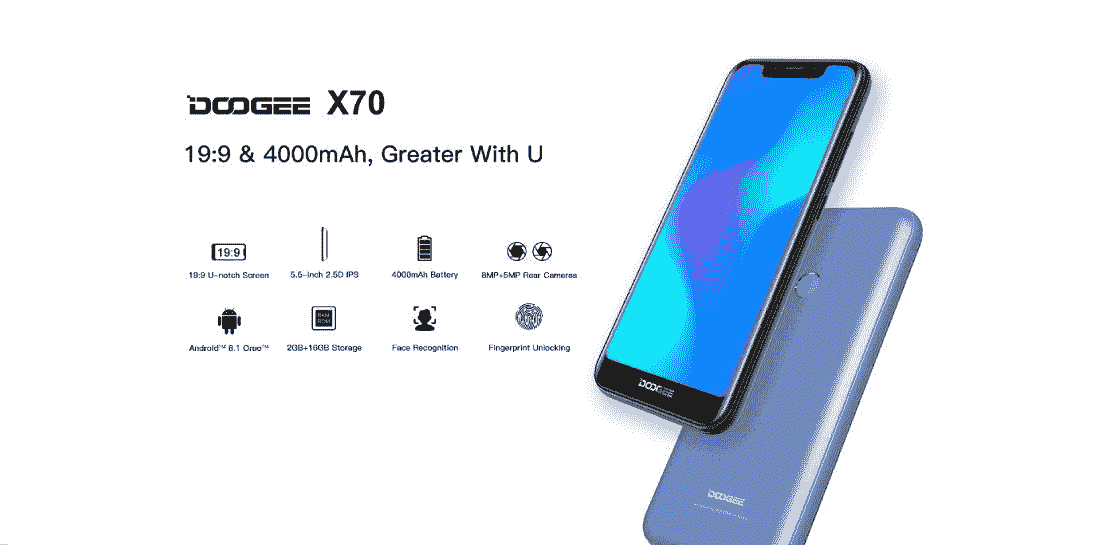 DOOGEE X70
19:9 & 4000mAh, Greater With U
19:9
19:9 U-notch Screen
5.5-inch 2.5D IPS
4000mAh Battery
8MP+5MP Rear Cameras
RAM
ROM
Android™ 8.1 Oreo™
2GB+16GB Storage
Face Recognition
Fingerprint Unlocking
DOOGEE
DOOGEE